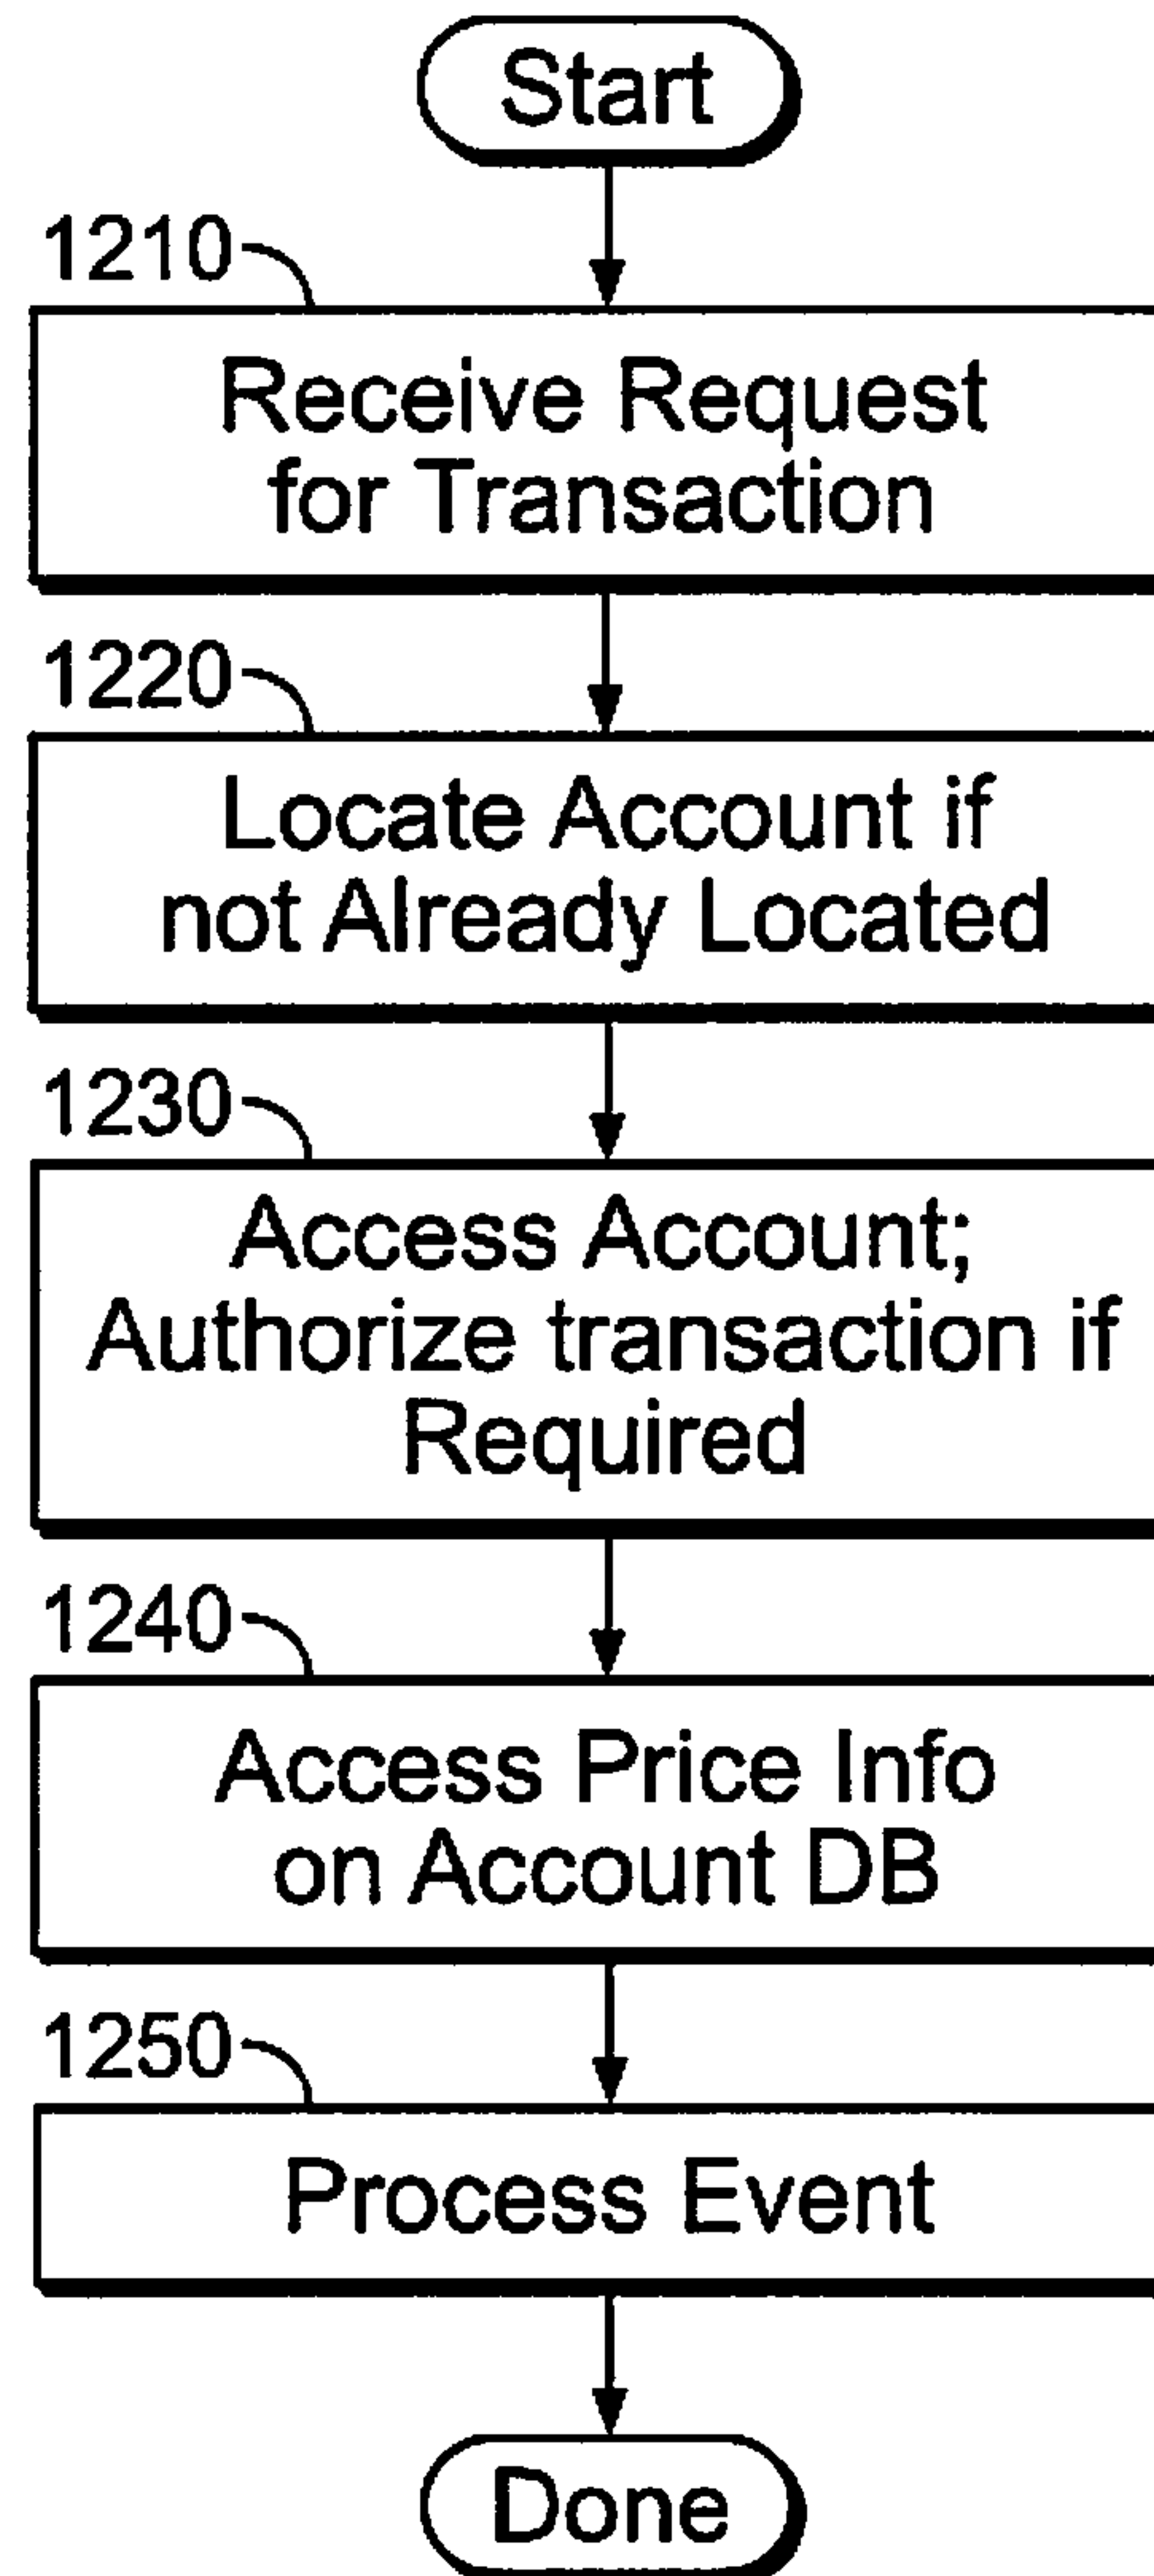 Start
1210
Receive Request
for Transaction
1220
Locate Account if
not Already Located
1230
Access Account;
Authorize transaction if
Required
1240
Access Price Info
on Account DB
1250
Process Event
Done